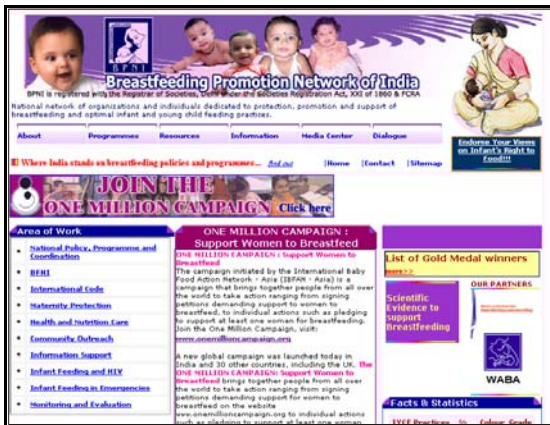 BPNI
Breastfeeding Promotion Network of India
BPNI is registered with the Registrar of Societies, Delhi under the Societies Registration Act, XXI of 1860 & FCRA
National network of organizations and individuals dedicated to protection, promotion and support of
breastfeeding and optimal infant and young child feeding practices.
About Programmes Resources Information Media Center Dialogue
Endorse Your Views
on Infant's Right to
Food!!!
Where India stands on breastfeeding policies and programmes... find out |Home |Contact |Sitemap
JOIN THE
ONE MILLION CAMPAIGN Click here
Area of Work
National Policy, Programme and
Coordination
BFHI
International Code
Maternity Protection
Health and Nutrition Care
Community Outreach
Information Support
Infant Feeding and HIV
Infant Feeding in Emergencies
Monitoring and Evaluation
ONE MILLION CAMPAIGN :
Support Women to Breastfeed
ONE MILLION CAMPAIGN : Support Women to
Breastfeed
The campaign initiated by the International Baby
Food Action Network - Asia (IBFAN - Asia) is a
campaign that brings together people from all over
the world to take action ranging from signing
petitions demanding support to women to
breastfeed, to individual actions such as pledging
to support at least one woman for breastfeeding.
Join the One Million Campaign, visit:
www.onemillioncampaign.org
A new global campaign was launched today in
India and 30 other countries, including the UK. The
ONE MILLION CAMPAIGN: Support Women to
Breastfeed brings together people from all over
the world to take action ranging from signing
petitions demanding support for women to
breastfeed on the website
www.onemillioncampaign.org to individual actions
such as pledging to support at least one woman
List of Gold Medal winners
more>>
Scientific
Evidence to
support
Breastfeeding
OUR PARTNERS
WABA
Facts & Statistics
IYCF Practices % Colour Grade